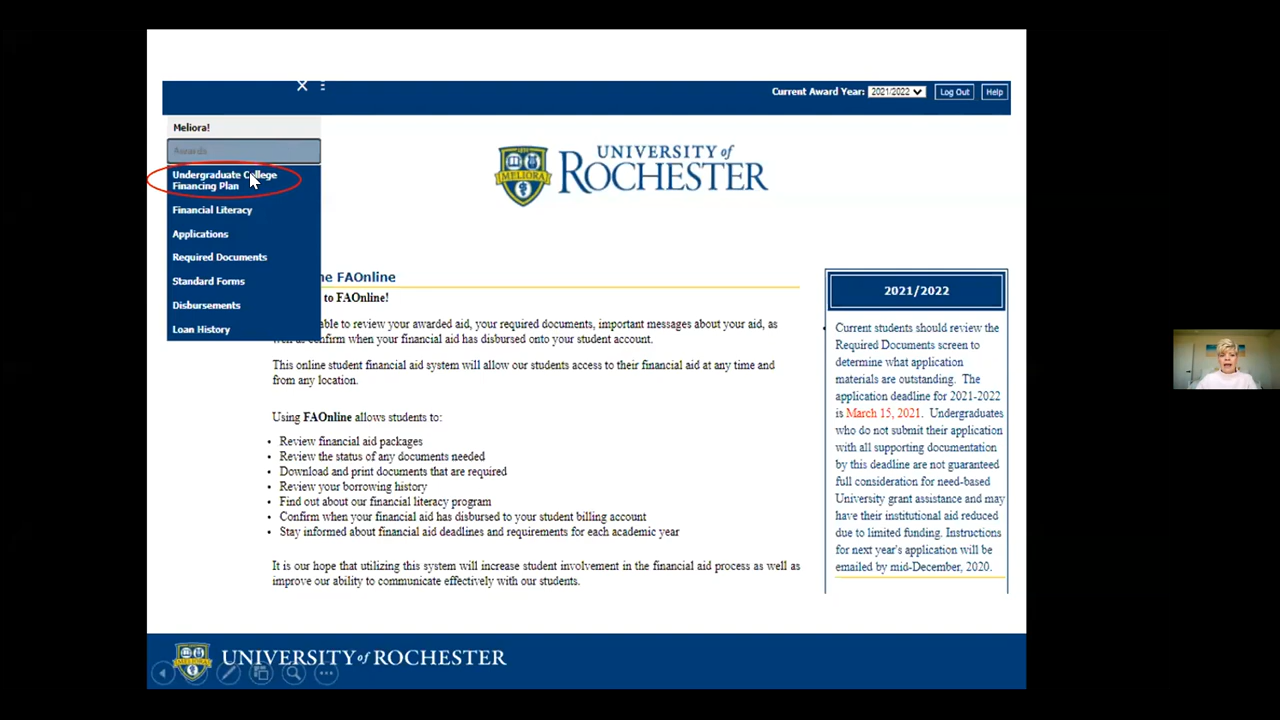 Current Award Year: 2021/2022 Log Out Help
Meliora!
Awards
Undergraduate College
Financing Plan
Financial Literacy
Applications
Required Documents
Standard Forms
Disbursements
Loan History
UNIVERSITY of
ROCHESTER
MELIORA
FAOnline
to FAOnline!
able to review your awarded aid, your required documents, important messages about your aid, as
confirm when your financial aid has disbursed onto your student account.
This online student financial aid system will allow our students access to their financial aid at any time and
from any location.
Using FAOnline allows students to:
• Review financial aid packages
• Review the status of any documents needed
• Download and print documents that are required
• Review your borrowing history
• Find out about our financial literacy program
• Confirm when your financial aid has disbursed to your student billing account
• Stay informed about financial aid deadlines and requirements for each academic year
It is our hope that utilizing this system will increase student involvement in the financial aid process as well as
improve our ability to communicate effectively with our students.
2021/2022
• Current students should review the
Required Documents screen to
determine what application
materials are outstanding. The
application deadline for 2021-2022
is March 15, 2021. Undergraduates
who do not submit their application
with all supporting documentation
by this deadline are not guaranteed
full consideration for need-based
University grant assistance and may
have their institutional aid reduced
due to limited funding. Instructions
for next year's application will be
emailed by mid-December, 2020.
MELIORA
UNIVERSITY of ROCHESTER